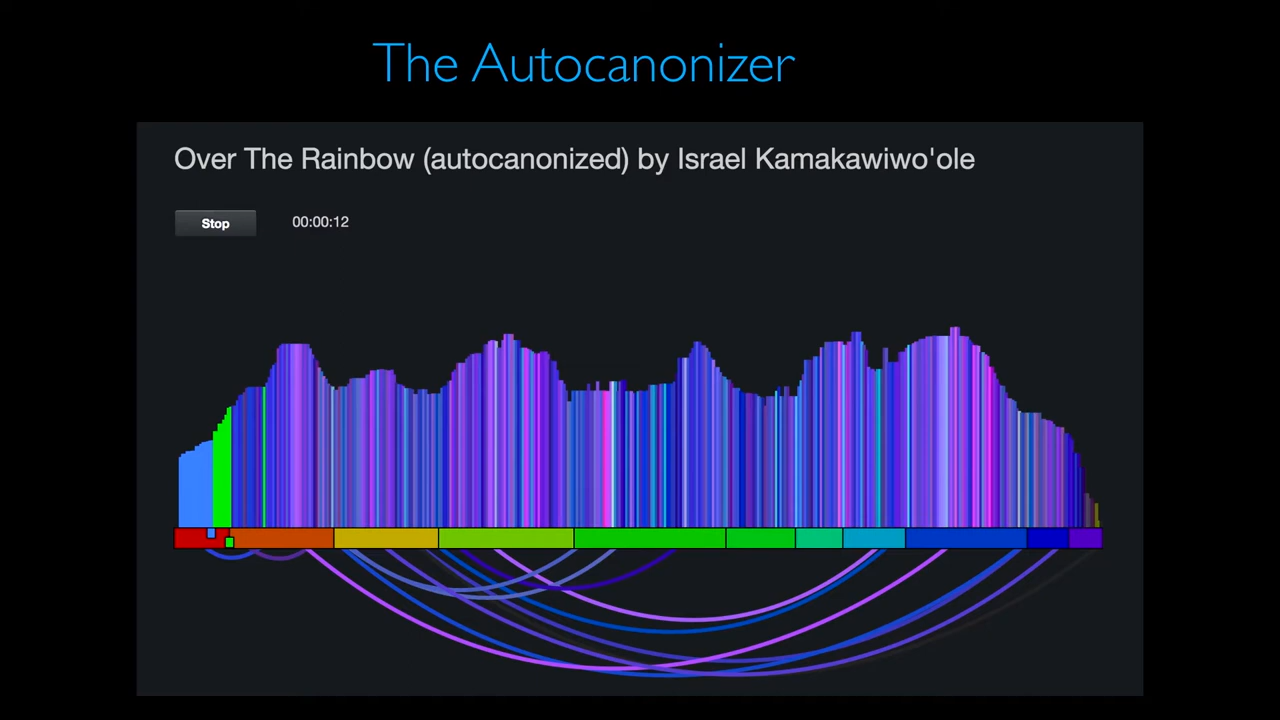 The Autocanonizer
Over The Rainbow (autocanonized) by Israel Kamakawiwo'ole
Stop 00:00:12